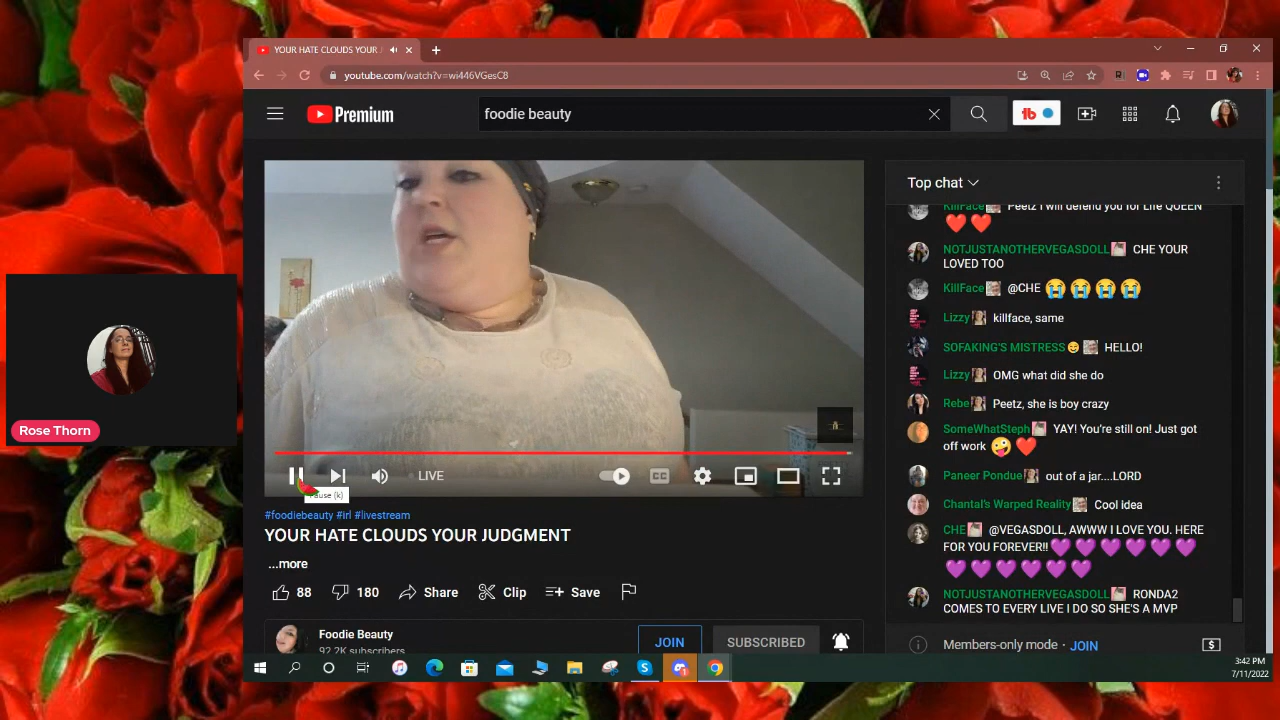 YOUR HATE CLOUDS YOUR J
youtube.com/watch?v=wi446VGesC8
Premium
foodie beauty
Top chat
KillFace Peetz I will defend you for Life QUEEN
❤️❤️
NOTJUSTANOTHERVEGASDOLL CHE YOUR
LOVED TOO
KillFace @CHE 😭😭😭😭
Lizzy killface, same
SOFAKING'S MISTRESS😄 HELLO!
Lizzy OMG what did she do
Rebe Peetz, she is boy crazy
SomeWhatSteph YAY! You're still on! Just got
off work 🤪❤️
Paneer Pondue out of a jar....LORD
Chantal's Warped Reality Cool idea
CHE @VEGASDOLL, AWWW I LOVE YOU. HERE
FOR YOU FOREVER!! 💜💜💜💜💜💜
💜💜💜💜💜💜
NOTJUSTANOTHERVEGASDOLL RONDA2
COMES TO EVERY LIVE I DO SO SHE'S A MVP
Members-only mode · JOIN
Rose Thorn
LIVE
CC
Pause (k)
#foodiebeauty #irl #livestream
YOUR HATE CLOUDS YOUR JUDGMENT
...more
88
180
Share
Clip
Save
Foodie Beauty
92.2K subscribers
JOIN
SUBSCRIBED
3:42 PM
7/11/2022